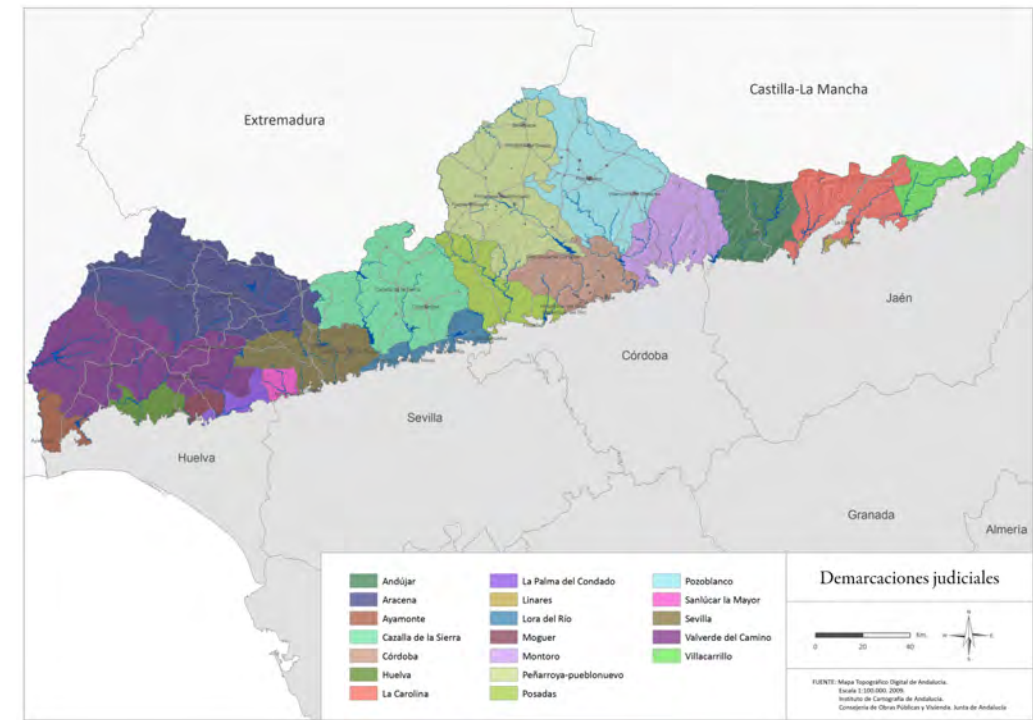 Castilla-La Mancha
Extremadura
Jaén
Córdoba
Sevilla
Huelva
Granada
Almería
Andújar
Aracena
Ayamonte
Cazalla de la Sierra
Córdoba
Huelva
La Carolina
La Palma del Condado
Linares
Lora del Río
Moguer
Montoro
Peñarroya-pueblonuevo
Posadas
Pozoblanco
Sanlúcar la Mayor
Sevilla
Valverde del Camino
Villacarrillo
Demarcaciones judiciales
N
W E
S
Km.
0 20 40
FUENTE: Mapa Topográfico Digital de Andalucía.
Escala 1:100.000. 2009.
Instituto de Cartografía de Andalucía.
Consejería de Obras Públicas y Vivienda. Junta de Andalucía